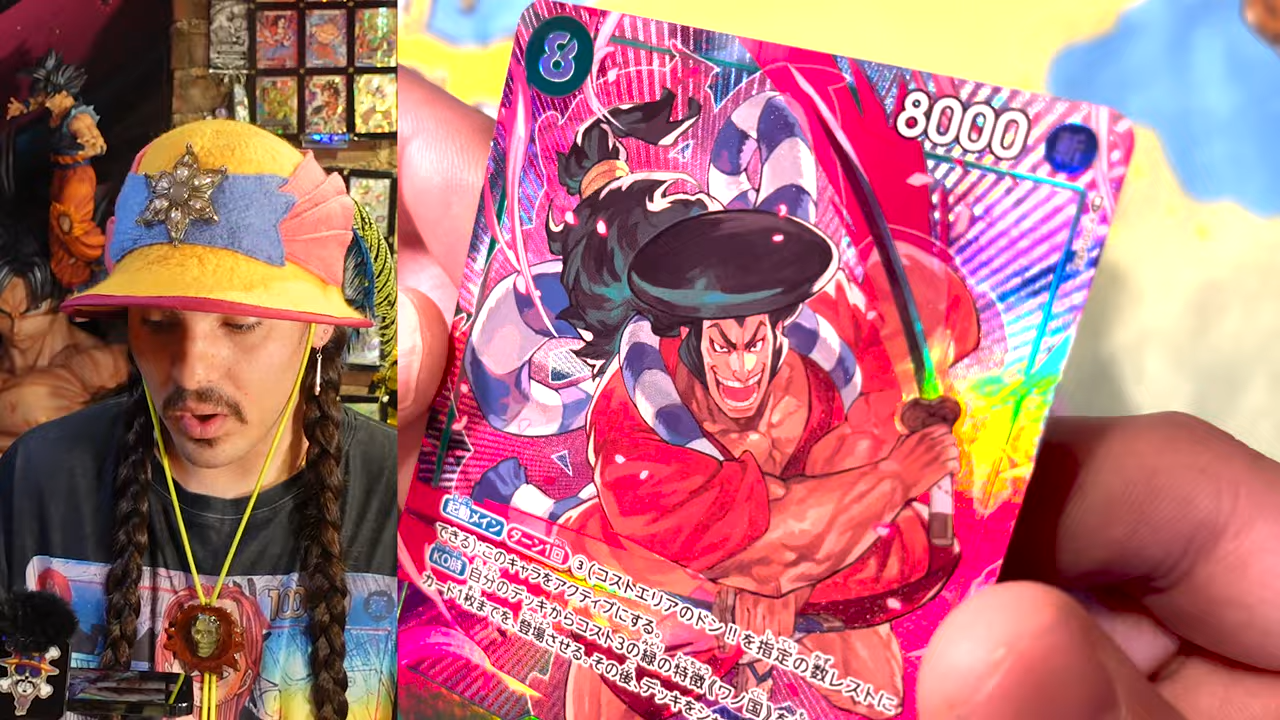 8
8000
斬
起動メイン ターン1回 ③(コストエリアのドン!!を指定の数レストに
できる):このキャラをアクティブにする。
KO時 自分のデッキからコスト3の緑の特徴《ワノ国》を
カード1枚までを、登場させる。その後、デッキをシャ